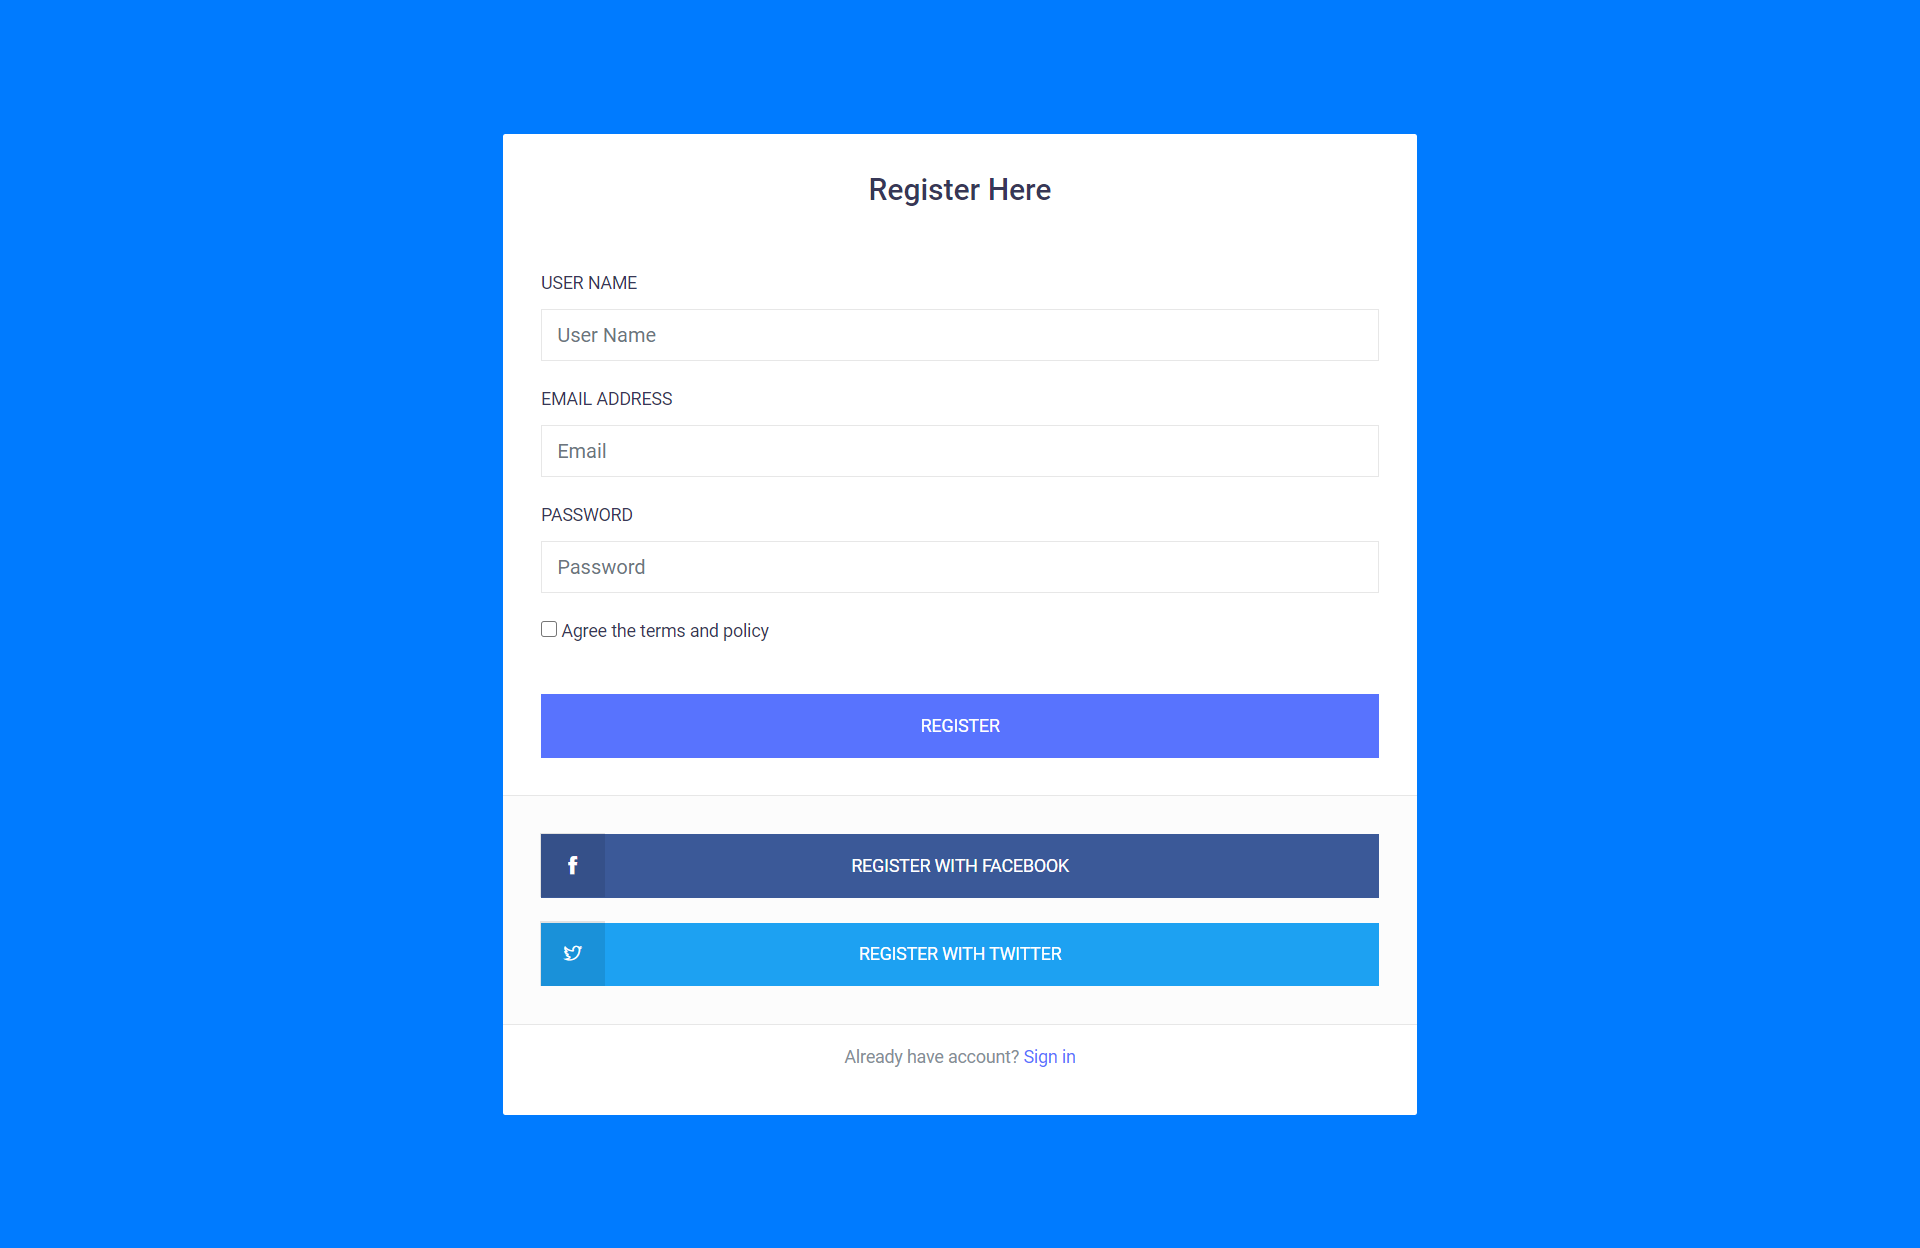 Register Here
USER NAME
User Name
EMAIL ADDRESS
Email
PASSWORD
Password
Agree the terms and policy
REGISTER
REGISTER WITH FACEBOOK
REGISTER WITH TWITTER
Already have account? Sign in